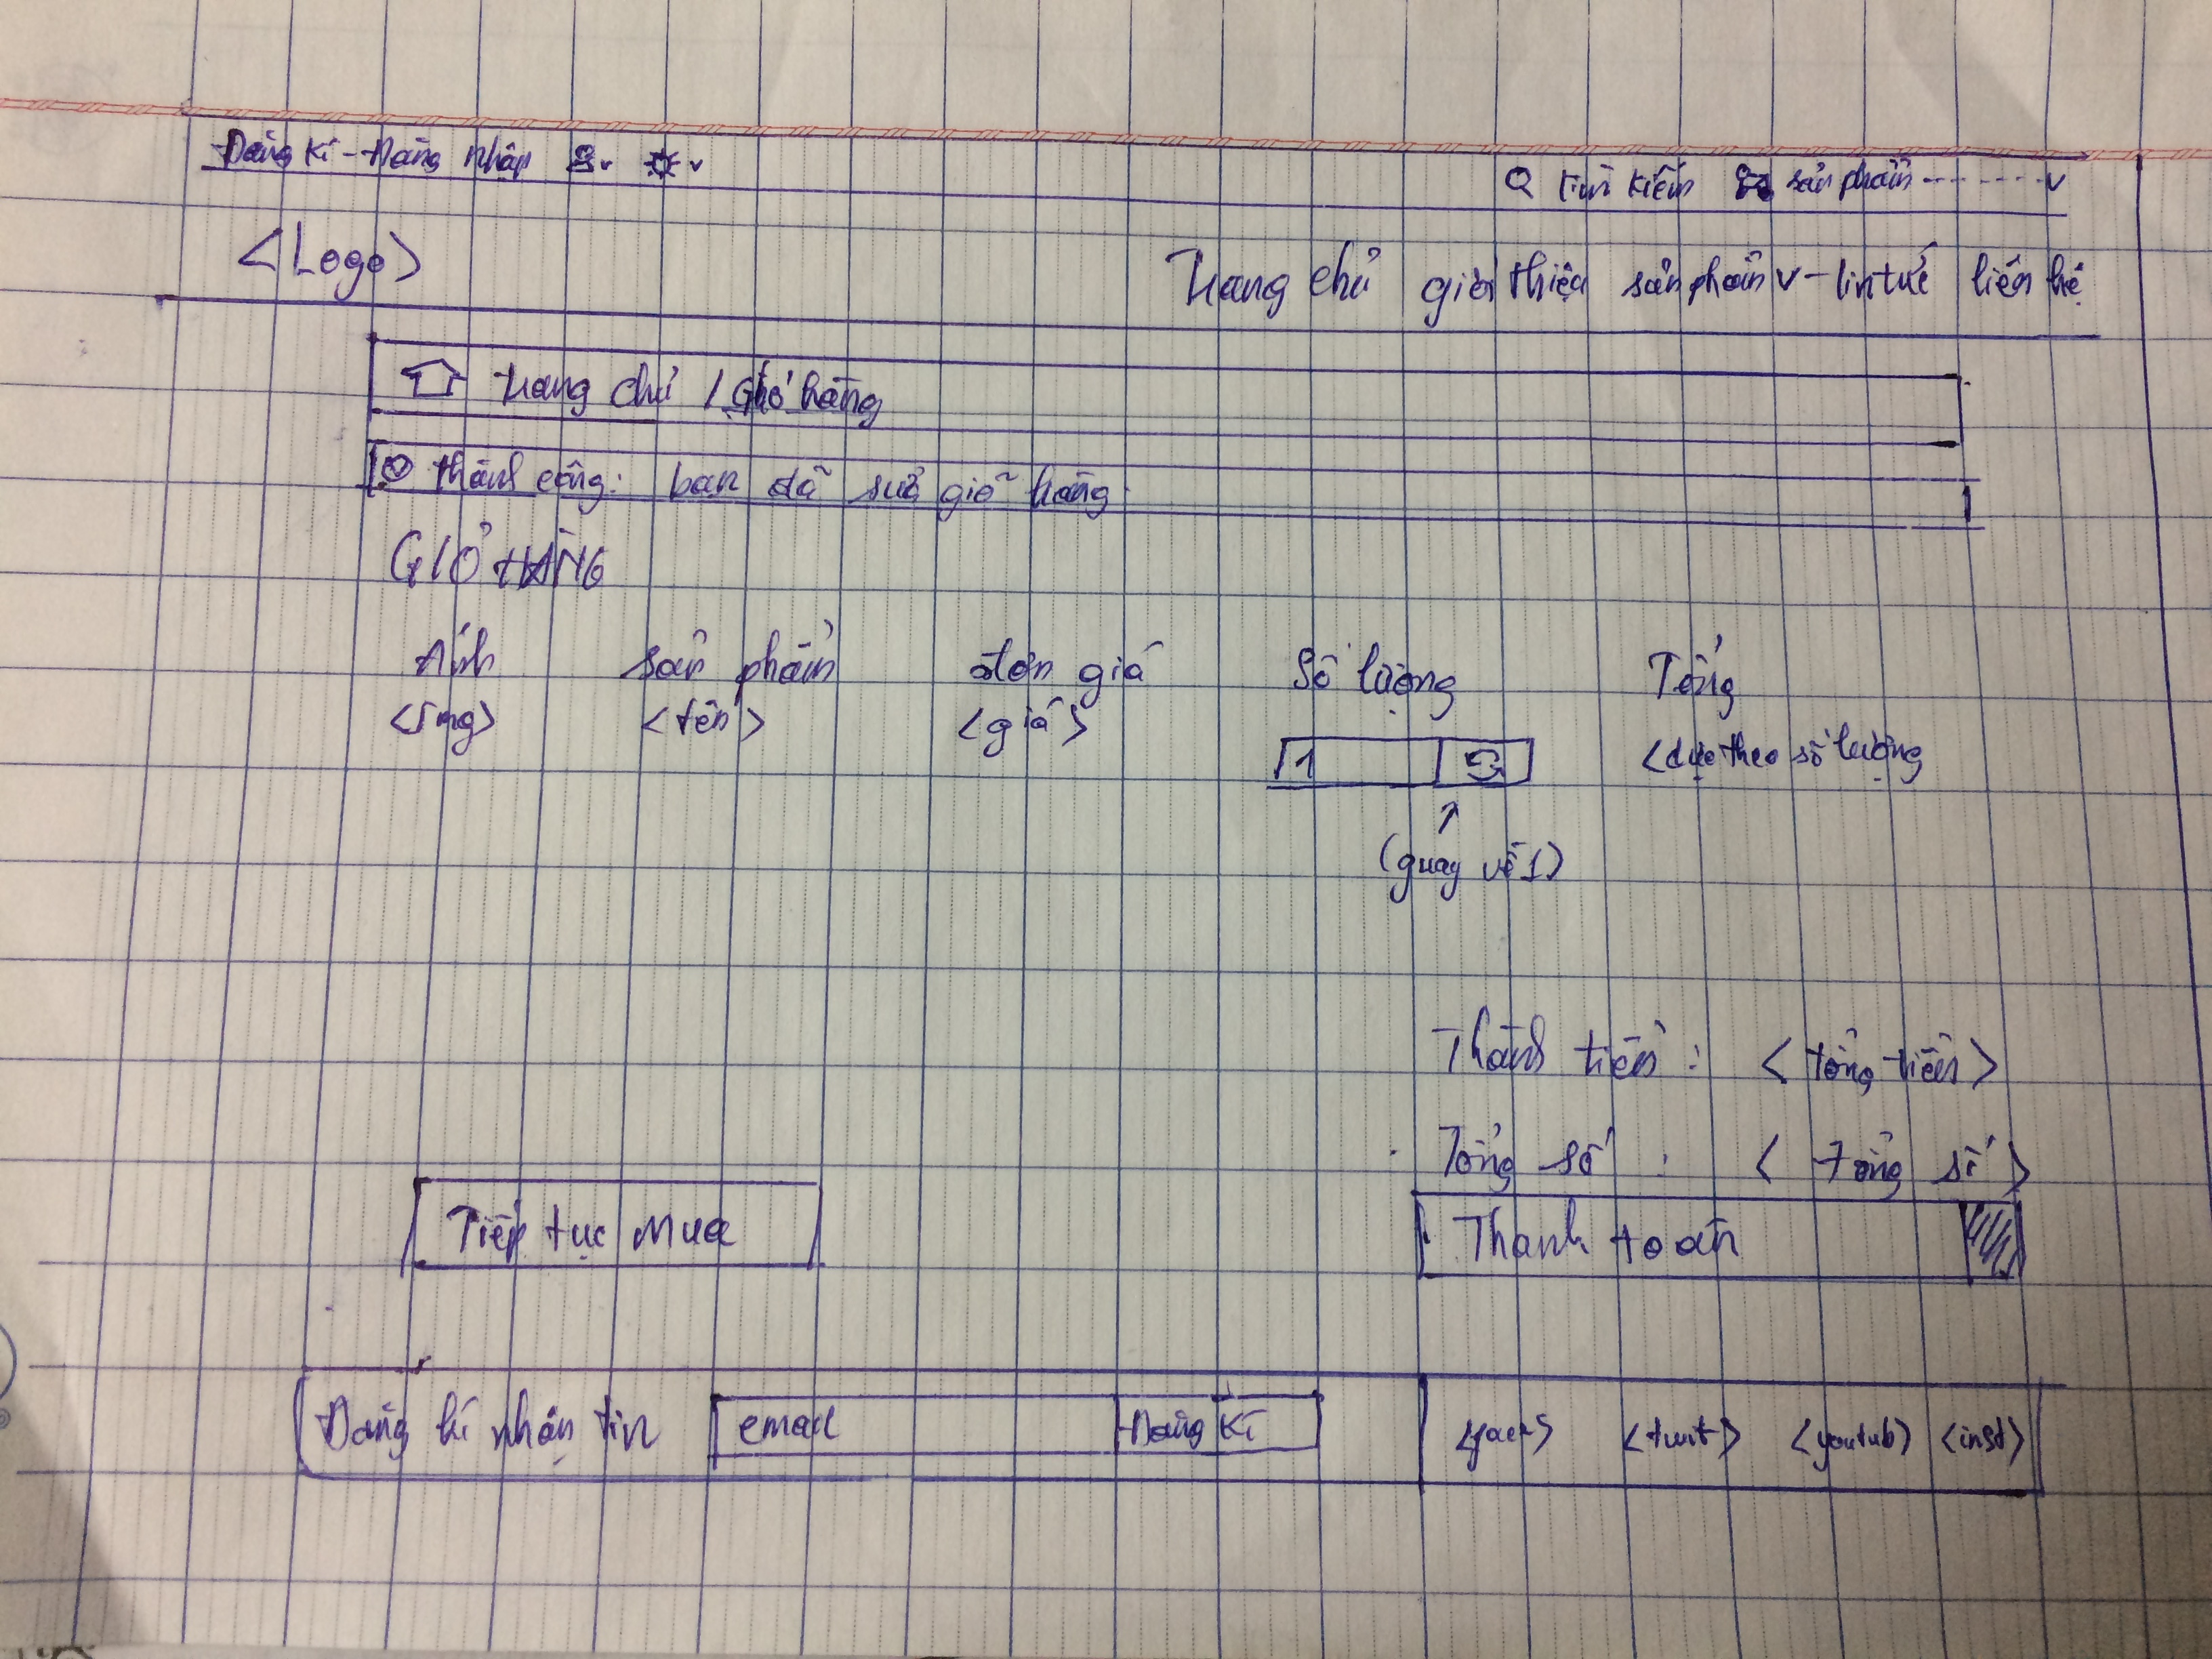 Đăng kí - Đăng nhập v v
tìm kiếm sản phẩm - - - - - - - v
<Logo>
Trang chủ giới thiệu sản phẩm v - tin tức liên hệ
trang chủ / Giỏ hàng
thành công: bạn đã sửa giỏ hàng.
GIỎ HÀNG
Ảnh sản phẩm đơn giá Số lượng Tổng
<Img> <tên> <giá> <dựa theo số lượng
1
(quay về 1)
Thành tiền : <tổng tiền>
Tổng số : < tổng số >
Tiếp tục Mua
Thanh toán
Đăng kí nhận tin email Đăng kí <twit> <youtub> <inst>